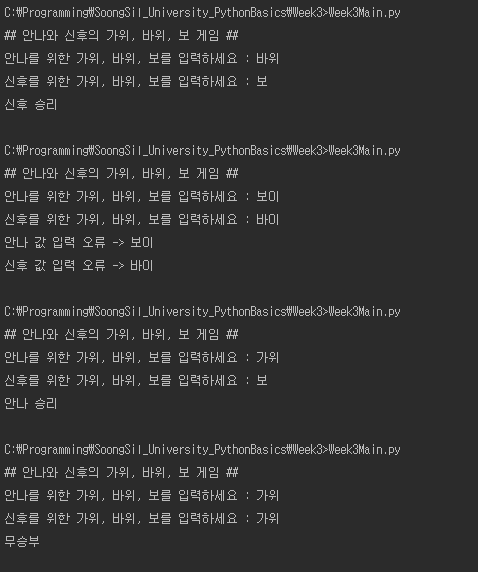 C:₩Programming₩SoongSil_University_PythonBasics₩Week3>Week3Main.py
## 안나와 신후의 가위, 바위, 보 게임 ##
안나를 위한 가위, 바위, 보를 입력하세요 : 바위
신후를 위한 가위, 바위, 보를 입력하세요 : 보
신후 승리
C:₩Programming₩SoongSil_University_PythonBasics₩Week3>Week3Main.py
## 안나와 신후의 가위, 바위, 보 게임 ##
안나를 위한 가위, 바위, 보를 입력하세요 : 보이
신후를 위한 가위, 바위, 보를 입력하세요 : 바이
안나 값 입력 오류 -> 보이
신후 값 입력 오류 -> 바이
C:₩Programming₩SoongSil_University_PythonBasics₩Week3>Week3Main.py
## 안나와 신후의 가위, 바위, 보 게임 ##
안나를 위한 가위, 바위, 보를 입력하세요 : 가위
신후를 위한 가위, 바위, 보를 입력하세요 : 보
안나 승리
C:₩Programming₩SoongSil_University_PythonBasics₩Week3>Week3Main.py
## 안나와 신후의 가위, 바위, 보 게임 ##
안나를 위한 가위, 바위, 보를 입력하세요 : 가위
신후를 위한 가위, 바위, 보를 입력하세요 : 가위
무승부